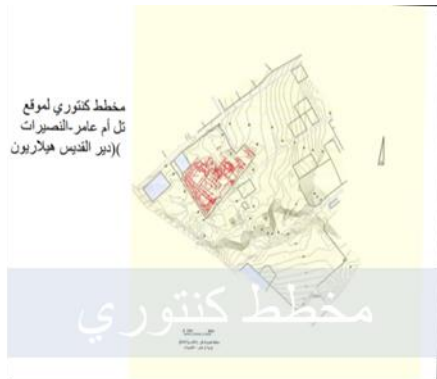 مخطط كنتوري لموقع
تل أم عامر-النصيرات
)(دير القديس هيلاريون
مخطط كنتوري